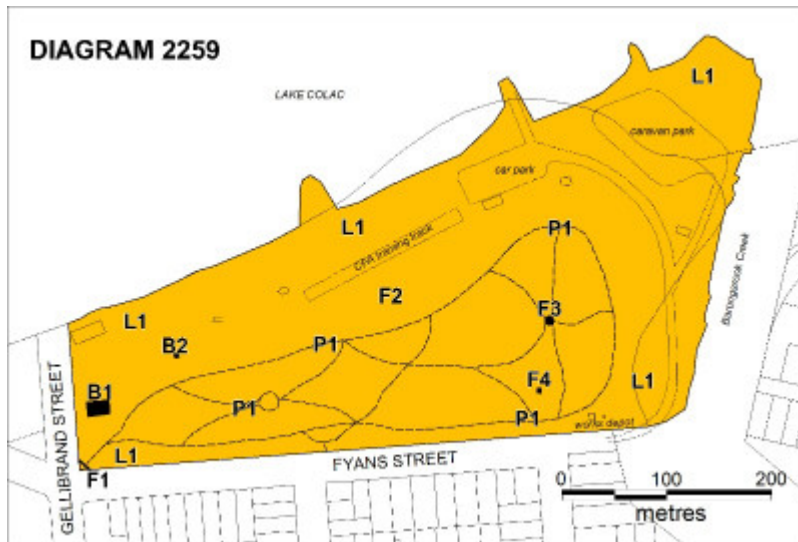 DIAGRAM 2259
LAKE COLAC
L1
caravan park
car park
L1
P1
CFA training track
F2
Barongarook Creek
L1
F3
B2
P1
B1
F4
L1
P1
P1
works depot
L1
F1
FYANS STREET
GELLIBRAND STREET
0 100 200
metres